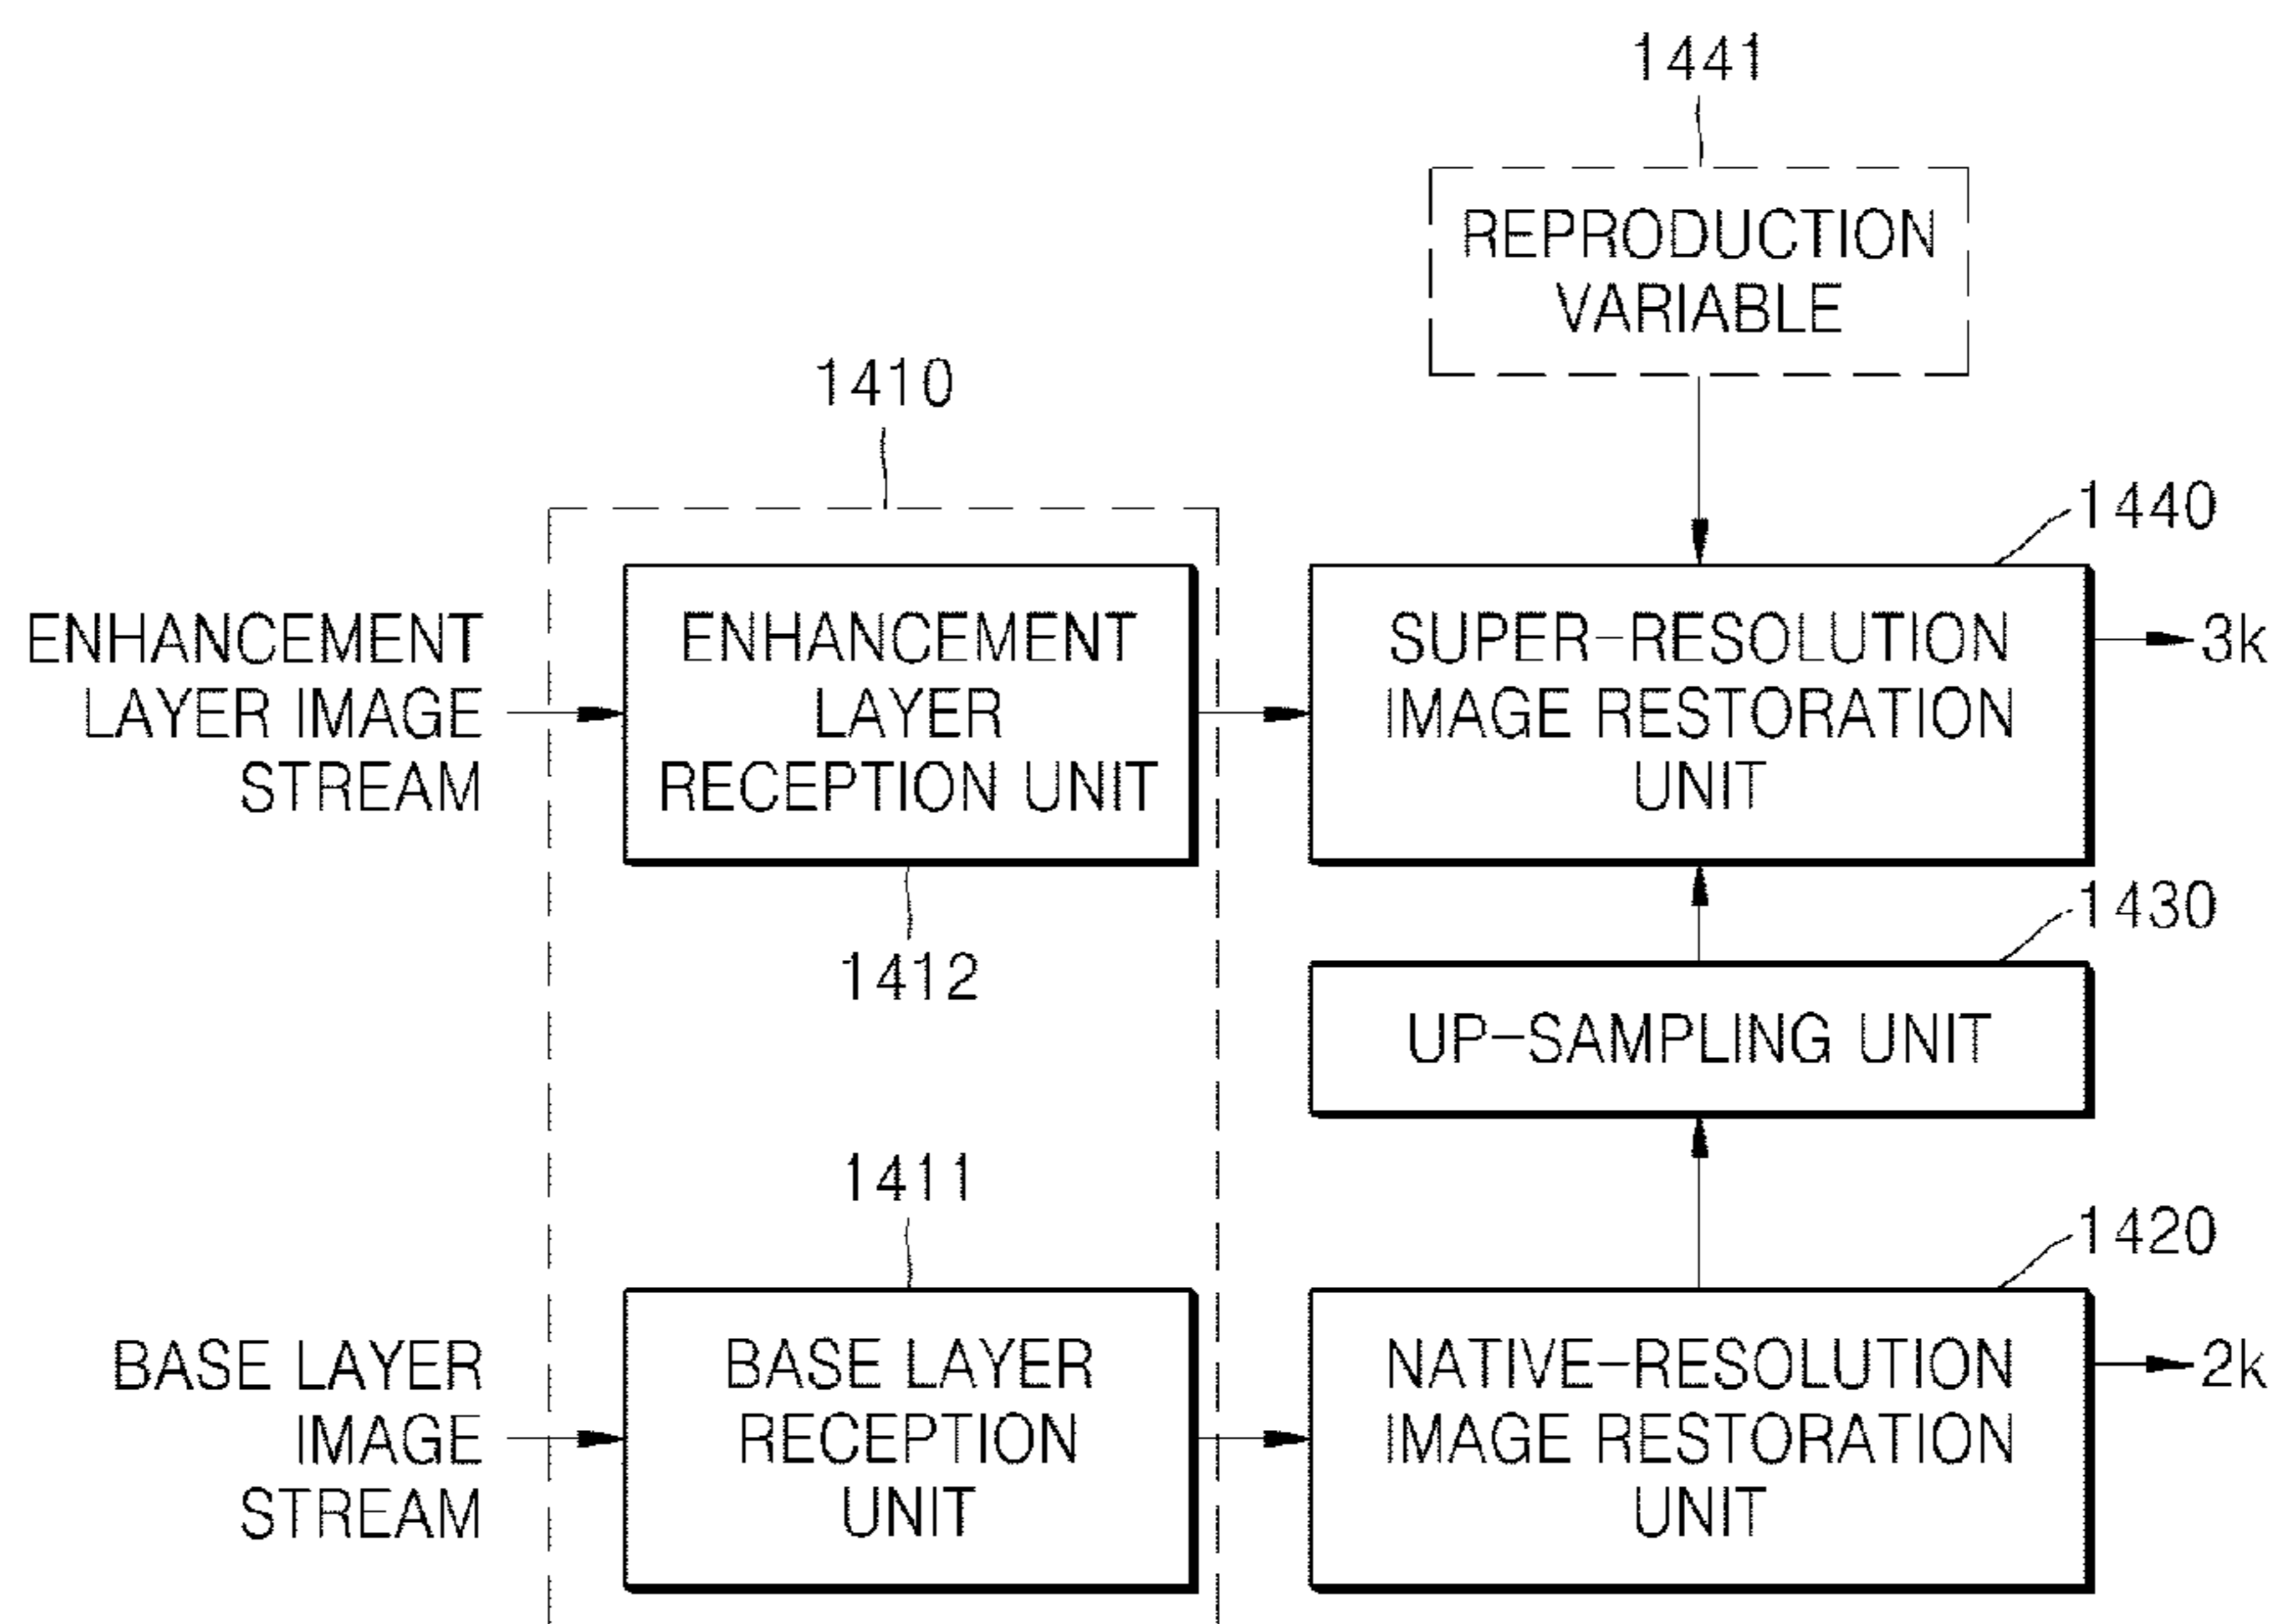 1441
REPRODUCTION
VARIABLE
1410
1440
ENHANCEMENT
LAYER IMAGE
STREAM
ENHANCEMENT
LAYER
RECEPTION UNIT
SUPER-RESOLUTION
IMAGE RESTORATION
UNIT
3k
1412
1430
UP-SAMPLING UNIT
1411
1420
BASE LAYER
IMAGE
STREAM
BASE LAYER
RECEPTION
UNIT
NATIVE-RESOLUTION
IMAGE RESTORATION
UNIT
2k